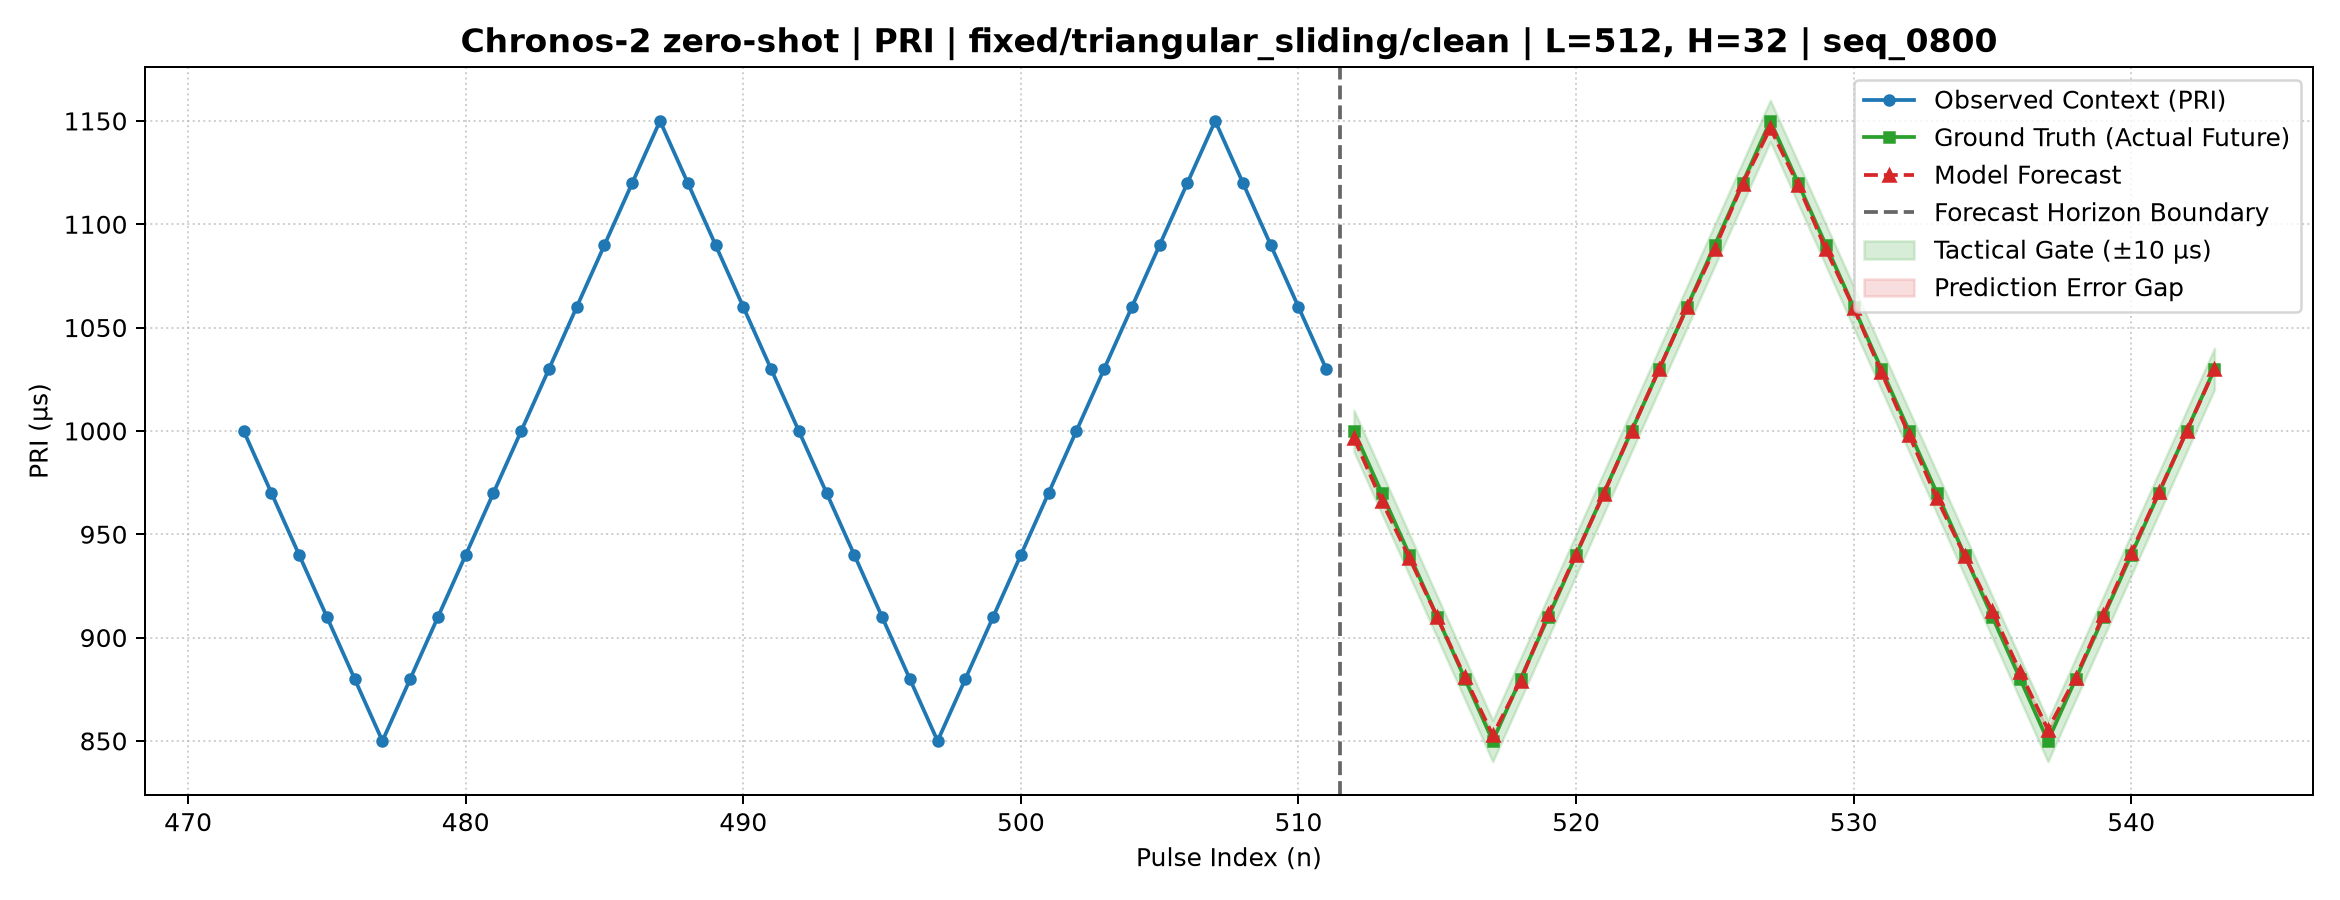 Chronos-2 zero-shot | PRI | fixed/triangular_sliding/clean | L=512, H=32 | seq_0800
PRI (µs)
1150
1100
1050
1000
950
900
850
Observed Context (PRI)
Ground Truth (Actual Future)
Model Forecast
Forecast Horizon Boundary
Tactical Gate (±10 µs)
Prediction Error Gap
470 480 490 500 510 520 530 540
Pulse Index (n)